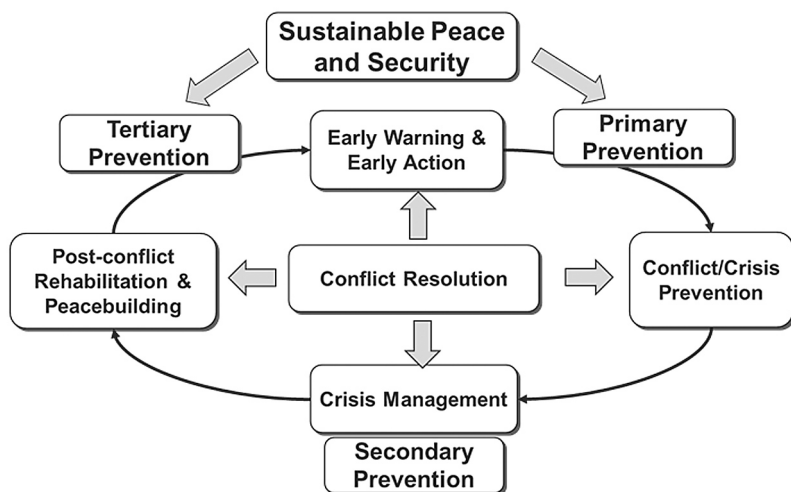 Sustainable Peace
and Security
Tertiary
Prevention
Early Warning &
Early Action
Primary
Prevention
Post-conflict
Rehabilitation &
Peacebuilding
Conflict Resolution
Conflict/Crisis
Prevention
Crisis Management
Secondary
Prevention